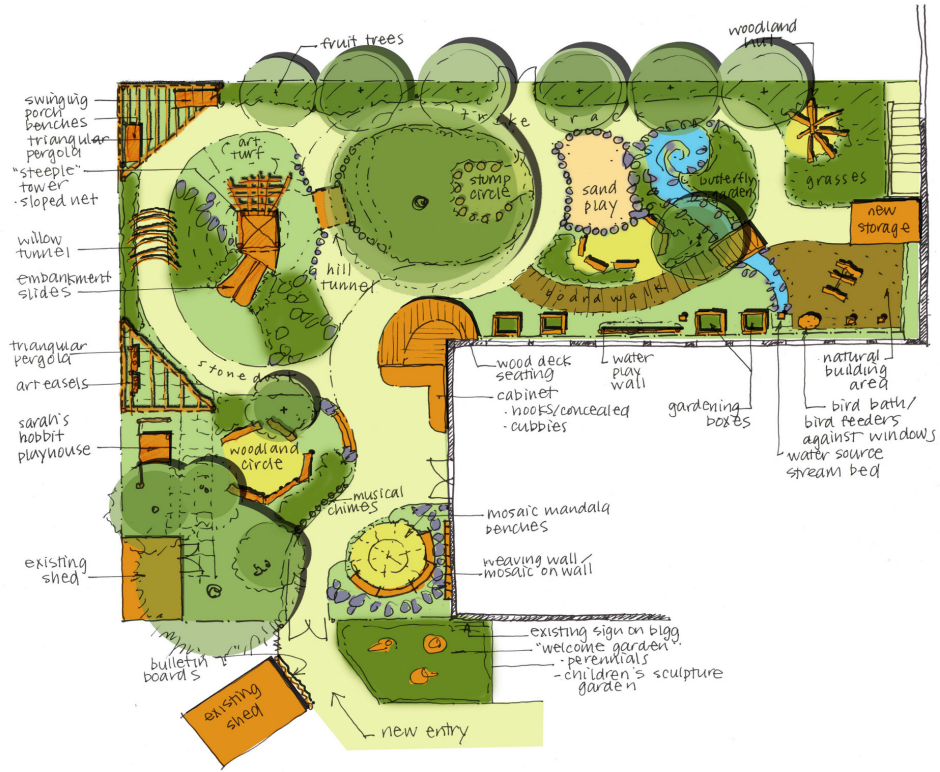 fruit trees
woodland
hut
swinging
porch
benches
triangular
pergola
"steeple"
tower
- sloped net
willow
tunnel
embankment
slides
triangular
pergola
art easels
sarah's
hobbit
playhouse
existing
shed
bulletin
boards
existing
shed
new entry
art
turf
trike tra
stump
circle
sand
play
butterfly
garden
grasses
new
storage
hill
tunnel
boardwalk
stone
woodland
circle
musical
chimes
wood deck
seating
cabinet
- hooks/concealed
- cubbies
water
play
wall
gardening
boxes
natural
building
area
bird bath/
bird feeders
against windows
water source
stream bed
mosaic mandala
benches
weaving wall/
mosaic on wall
existing sign on bldg
"welcome garden"
- perennials
- children's sculpture
garden